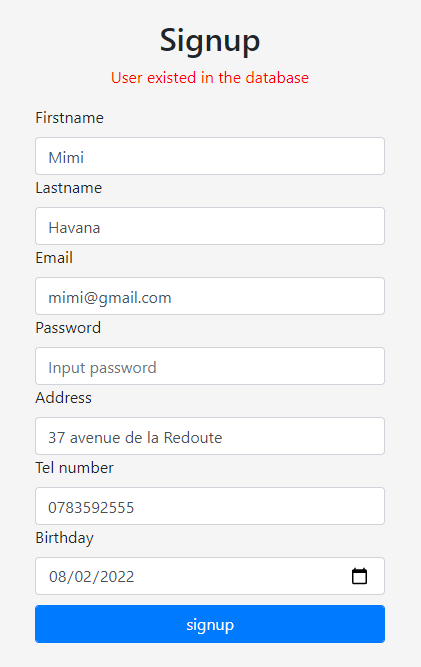 Signup
User existed in the database
Firstname
Mimi
Lastname
Havana
Email
mimi@gmail.com
Password
Input password
Address
37 avenue de la Redoute
Tel number
0783592555
Birthday
08/02/2022
signup